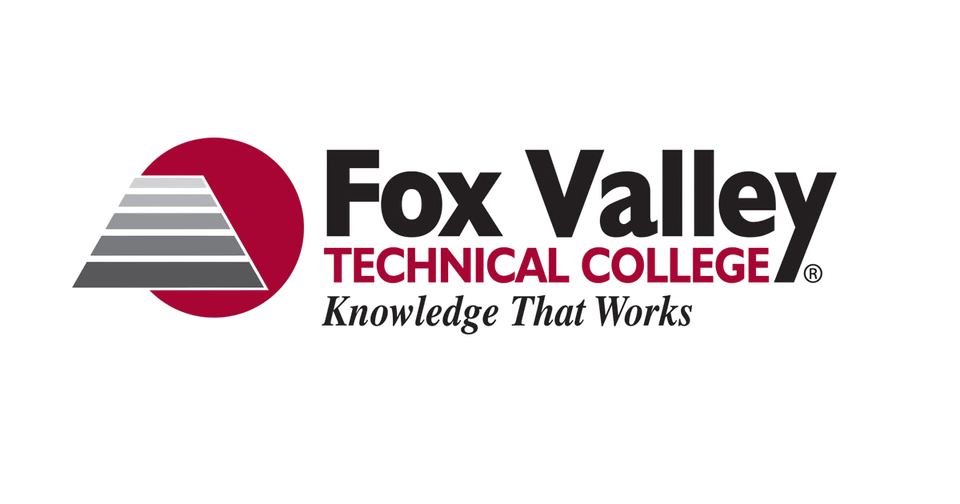 Fox Valley
TECHNICAL COLLEGE®
Knowledge That Works